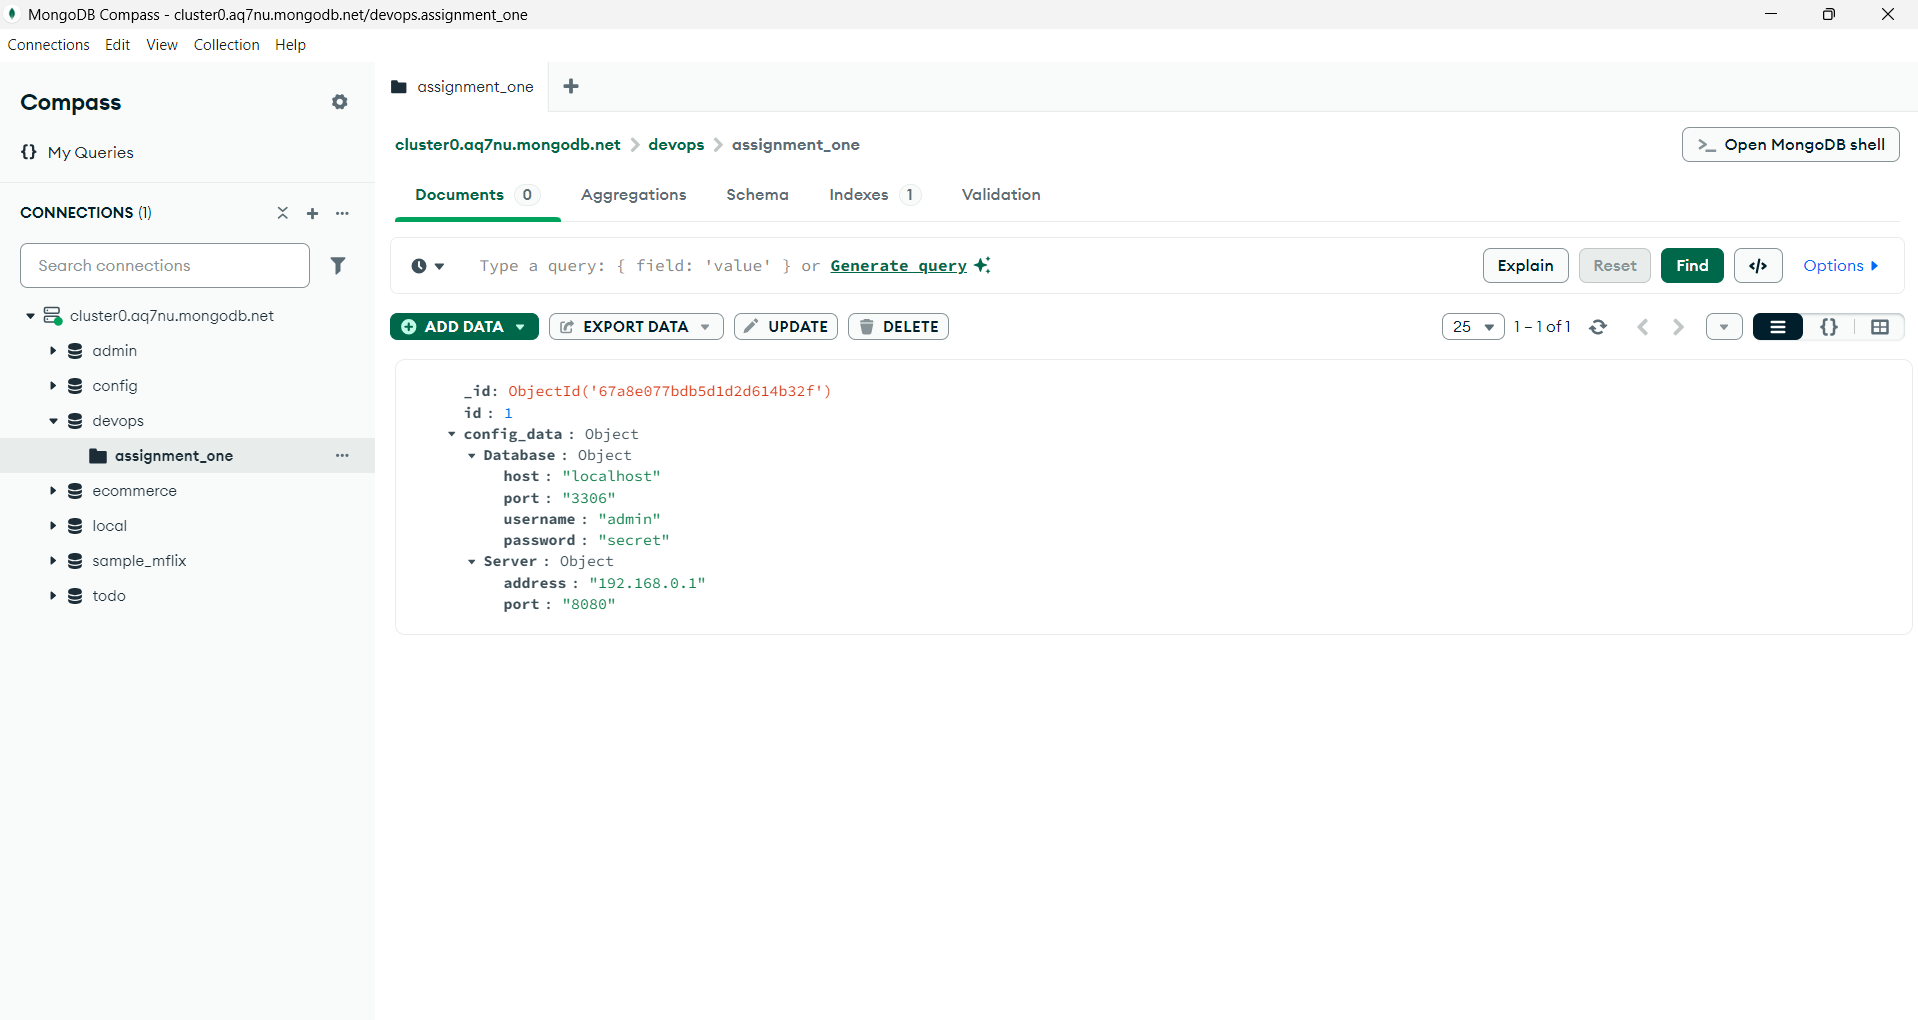 MongoDB Compass - cluster0.aq7nu.mongodb.net/devops.assignment_one
Connections Edit View Collection Help
Compass
{} My Queries
CONNECTIONS (1)
Search connections
cluster0.aq7nu.mongodb.net
admin
config
devops
assignment_one
ecommerce
local
sample_mflix
todo
assignment_one
cluster0.aq7nu.mongodb.net > devops > assignment_one
>_ Open MongoDB shell
Documents 0 Aggregations Schema Indexes 1 Validation
Type a query: { field: 'value' } or Generate query
Explain Reset Find </> Options
ADD DATA EXPORT DATA UPDATE DELETE
25 1 – 1 of 1 {}
_id: ObjectId('67a8e077bdb5d1d2d614b32f')
id : 1
config_data : Object
Database : Object
host : "localhost"
port : "3306"
username : "admin"
password : "secret"
Server : Object
address : "192.168.0.1"
port : "8080"